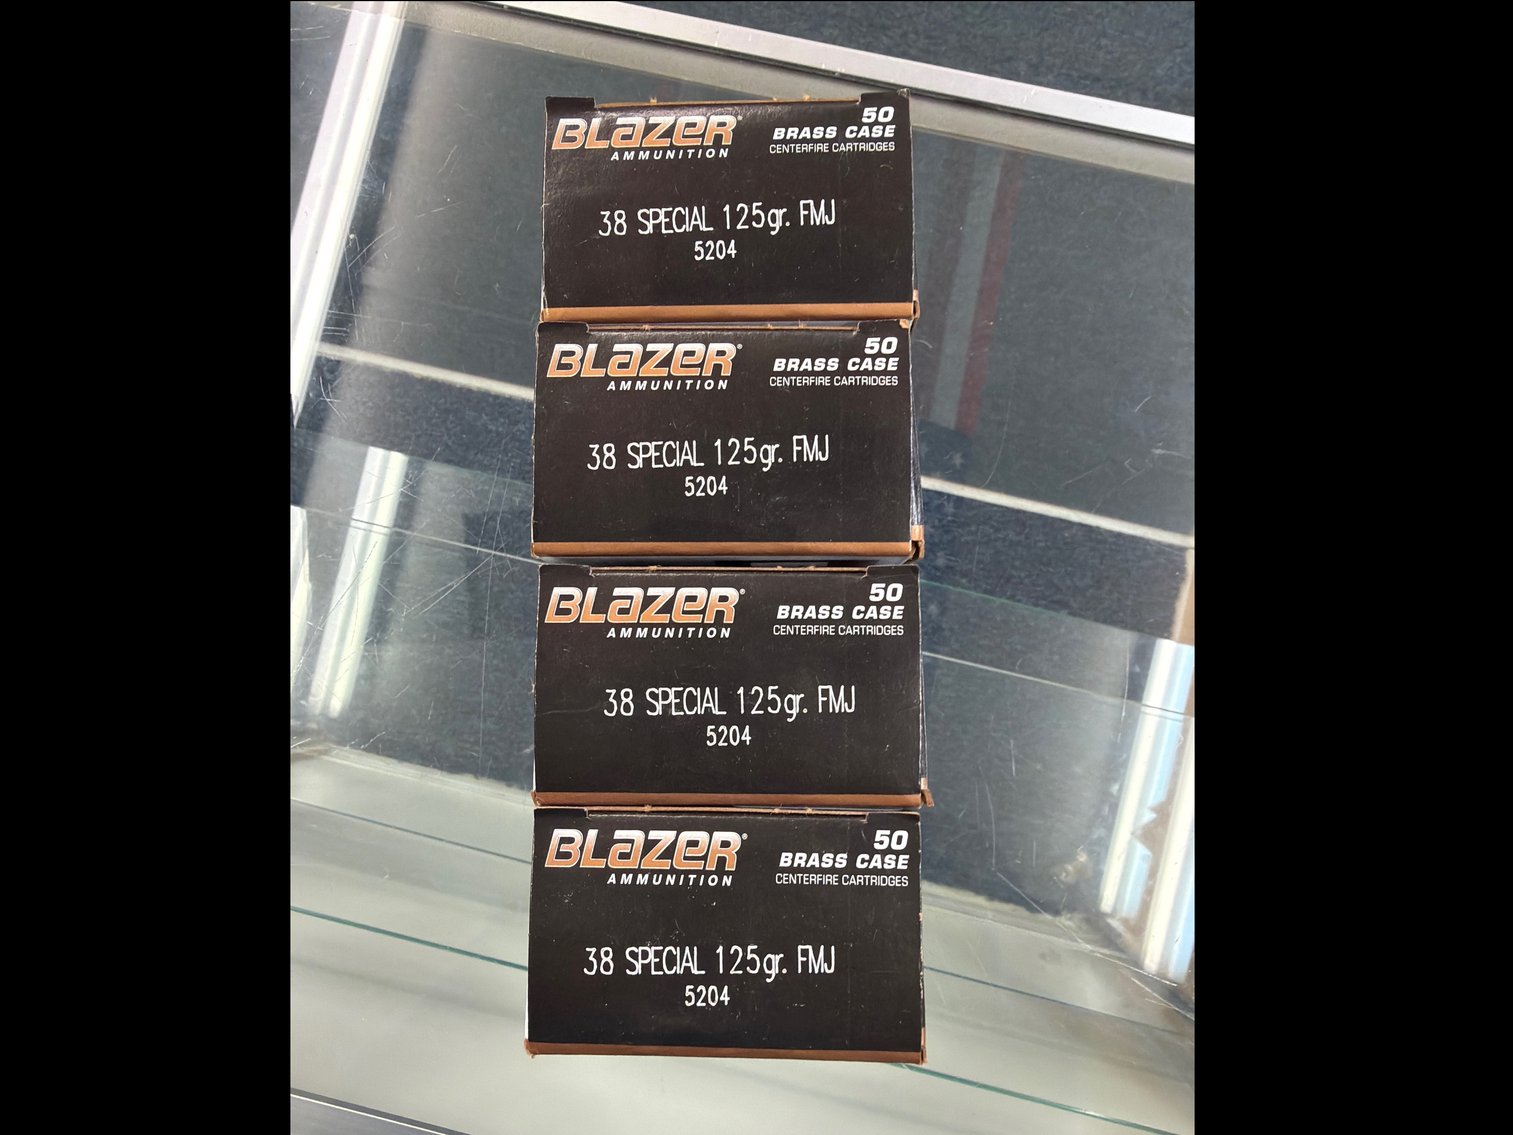 BLAZER®
AMMUNITION
50
BRASS CASE
CENTERFIRE CARTRIDGES
38 SPECIAL 125gr. FMJ
5204
BLAZER®
AMMUNITION
50
BRASS CASE
CENTERFIRE CARTRIDGES
38 SPECIAL 125gr. FMJ
5204
BLAZER®
AMMUNITION
50
BRASS CASE
CENTERFIRE CARTRIDGES
38 SPECIAL 125gr. FMJ
5204
BLAZER®
AMMUNITION
50
BRASS CASE
CENTERFIRE CARTRIDGES
38 SPECIAL 125gr. FMJ
5204